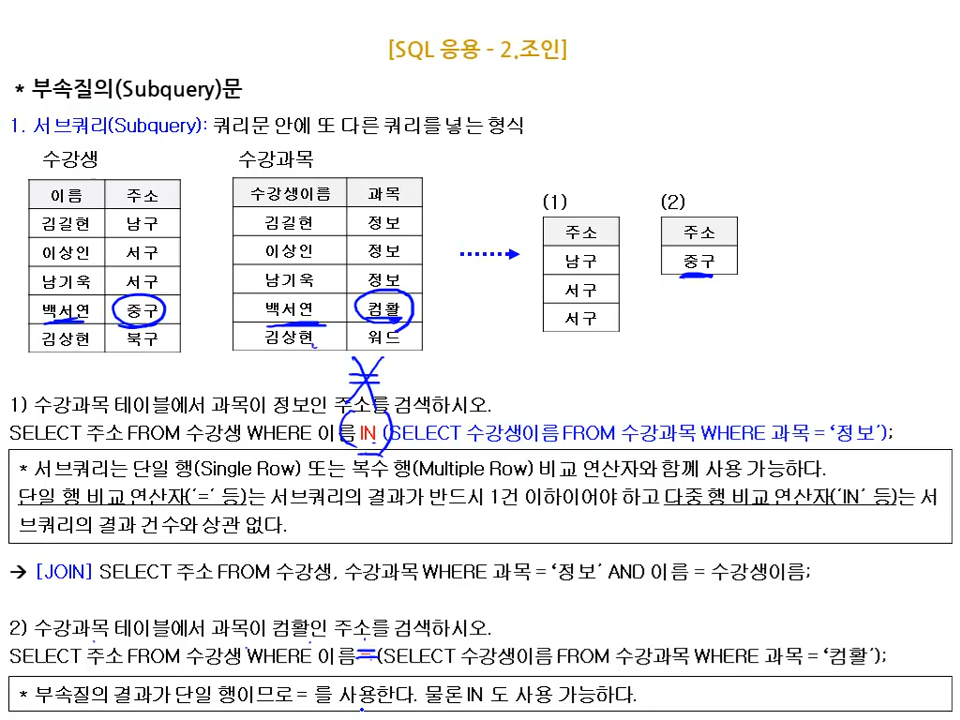 [SQL 응용 - 2.조인]
* 부속질의(Subquery)문
1. 서브쿼리(Subquery): 쿼리문 안에 또 다른 쿼리를 넣는 형식
수강생
수강과목
이름 주소
김길현 남구
이상인 서구
남기욱 서구
백서연 중구
김상현 북구
수강생이름 과목
김길현 정보
이상인 정보
남기욱 정보
백서연 컴활
김상현 워드
(1)
주소
남구
서구
서구
(2)
주소
중구
1) 수강과목 테이블에서 과목이 정보인 주소를 검색하시오.
SELECT 주소 FROM 수강생 WHERE 이름 IN (SELECT 수강생이름 FROM 수강과목 WHERE 과목 = ‘정보’);
* 서브쿼리는 단일 행(Single Row) 또는 복수 행(Multiple Row) 비교 연산자와 함께 사용 가능하다.
단일 행 비교 연산자(‘=‘ 등)는 서브쿼리의 결과가 반드시 1건 이하이어야 하고 다중 행 비교 연산자(‘IN’ 등)는 서
브쿼리의 결과 건수와 상관 없다.
→ [JOIN] SELECT 주소 FROM 수강생, 수강과목 WHERE 과목 = ‘정보’ AND 이름 = 수강생이름;
2) 수강과목 테이블에서 과목이 컴활인 주소를 검색하시오.
SELECT 주소 FROM 수강생 WHERE 이름 = (SELECT 수강생이름 FROM 수강과목 WHERE 과목 = ‘컴활’);
* 부속질의 결과가 단일 행이므로 = 를 사용한다. 물론 IN 도 사용 가능하다.